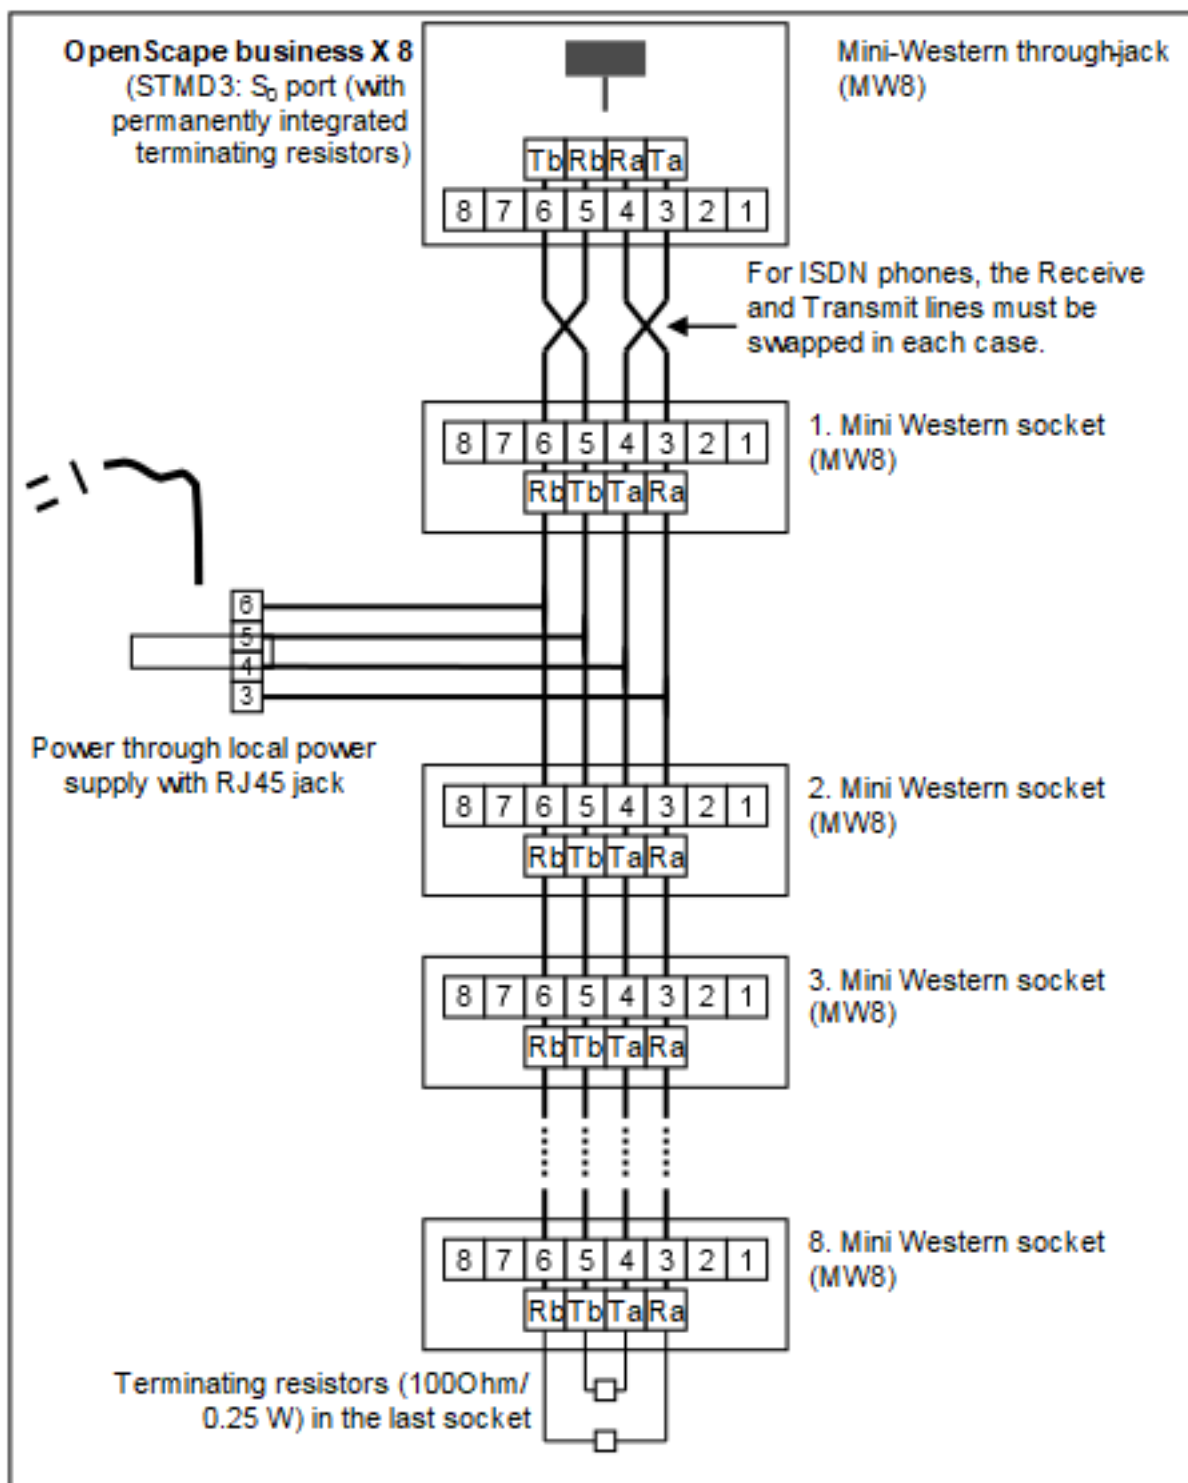 OpenScape business X 8
(STMD3: S0 port (with
permanently integrated
terminating resistors)
Mini-Western through-jack
(MW8)
Tb Rb Ra Ta
8 7 6 5 4 3 2 1
For ISDN phones, the Receive
and Transmit lines must be
swapped in each case.
8 7 6 5 4 3 2 1
Rb Tb Ta Ra
1. Mini Western socket
(MW8)
6
5
4
3
Power through local power
supply with RJ45 jack
8 7 6 5 4 3 2 1
Rb Tb Ta Ra
2. Mini Western socket
(MW8)
8 7 6 5 4 3 2 1
Rb Tb Ta Ra
3. Mini Western socket
(MW8)
8 7 6 5 4 3 2 1
Rb Tb Ta Ra
8. Mini Western socket
(MW8)
Terminating resistors (100Ohm/
0.25 W) in the last socket